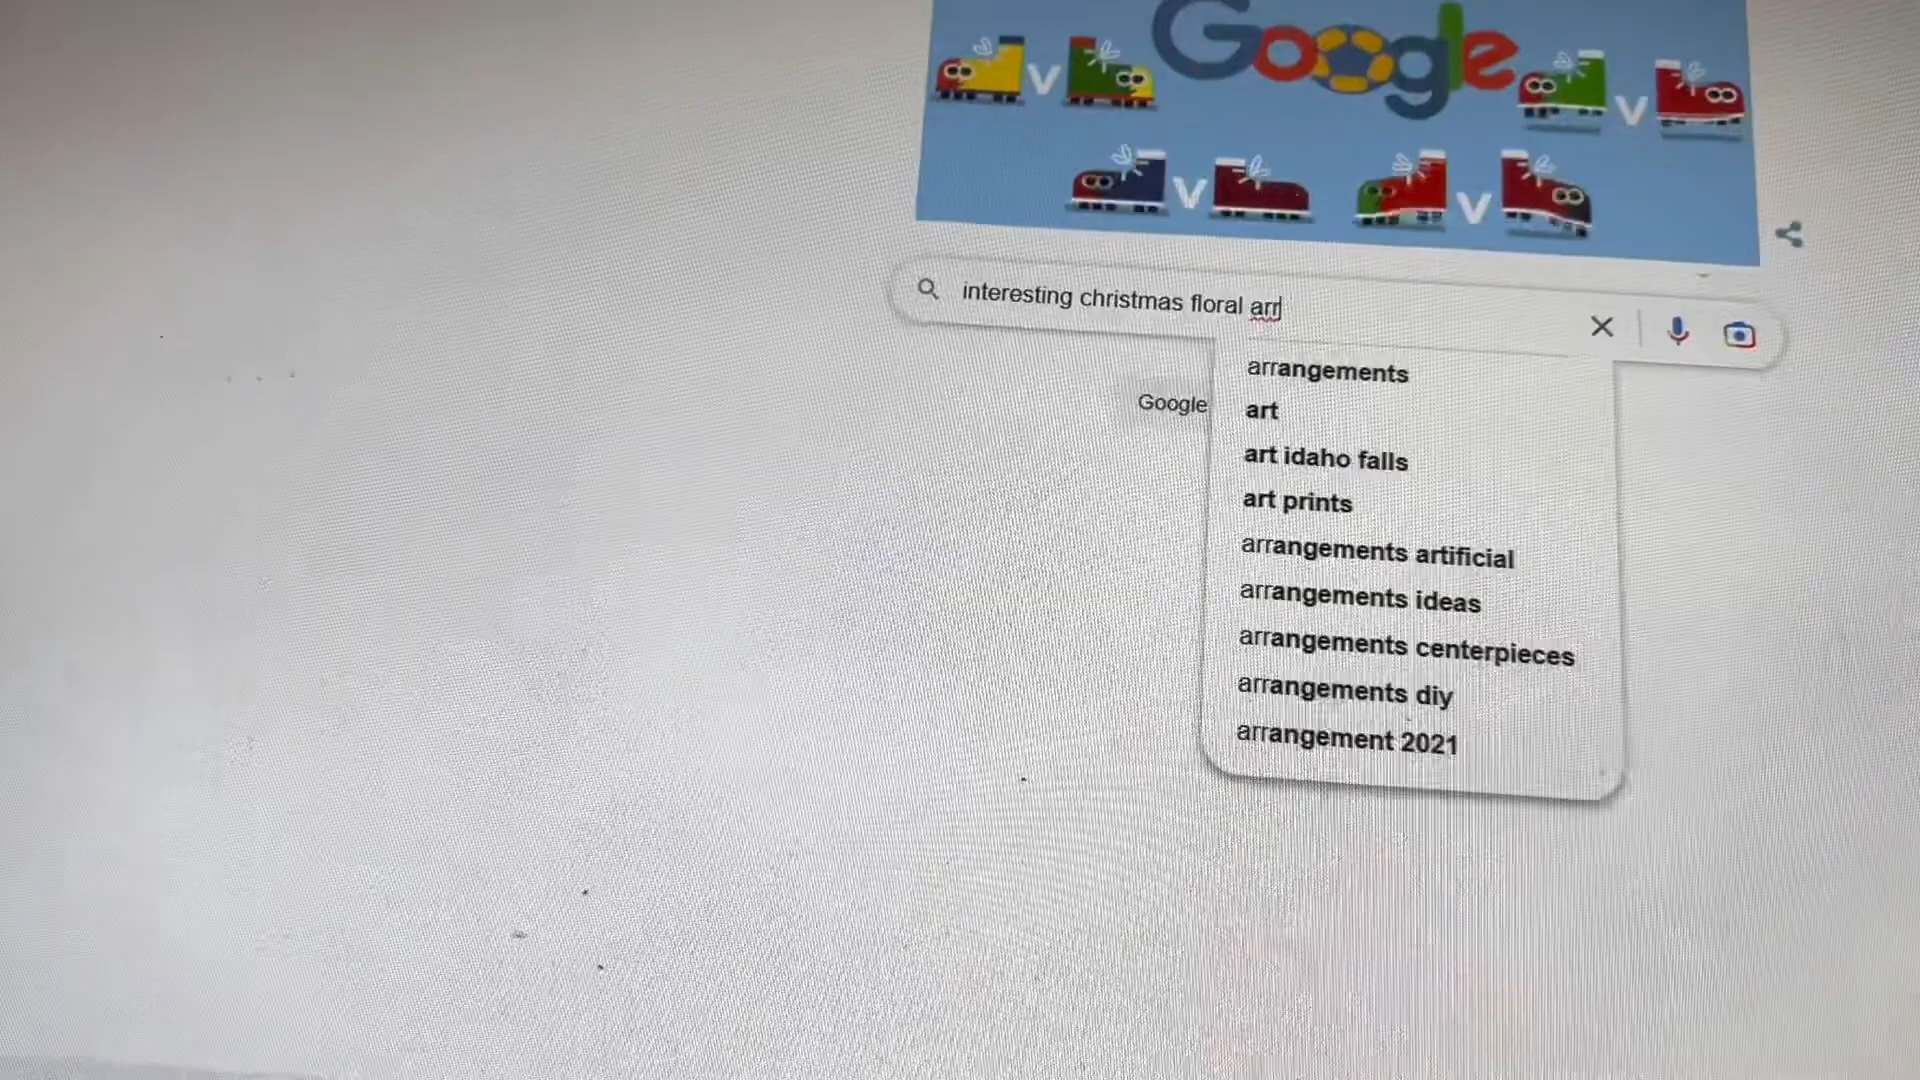 Google
V V
V V
interesting christmas floral arr
arrangements
Google
art
art idaho falls
art prints
arrangements artificial
arrangements ideas
arrangements centerpieces
arrangements diy
arrangement 2021